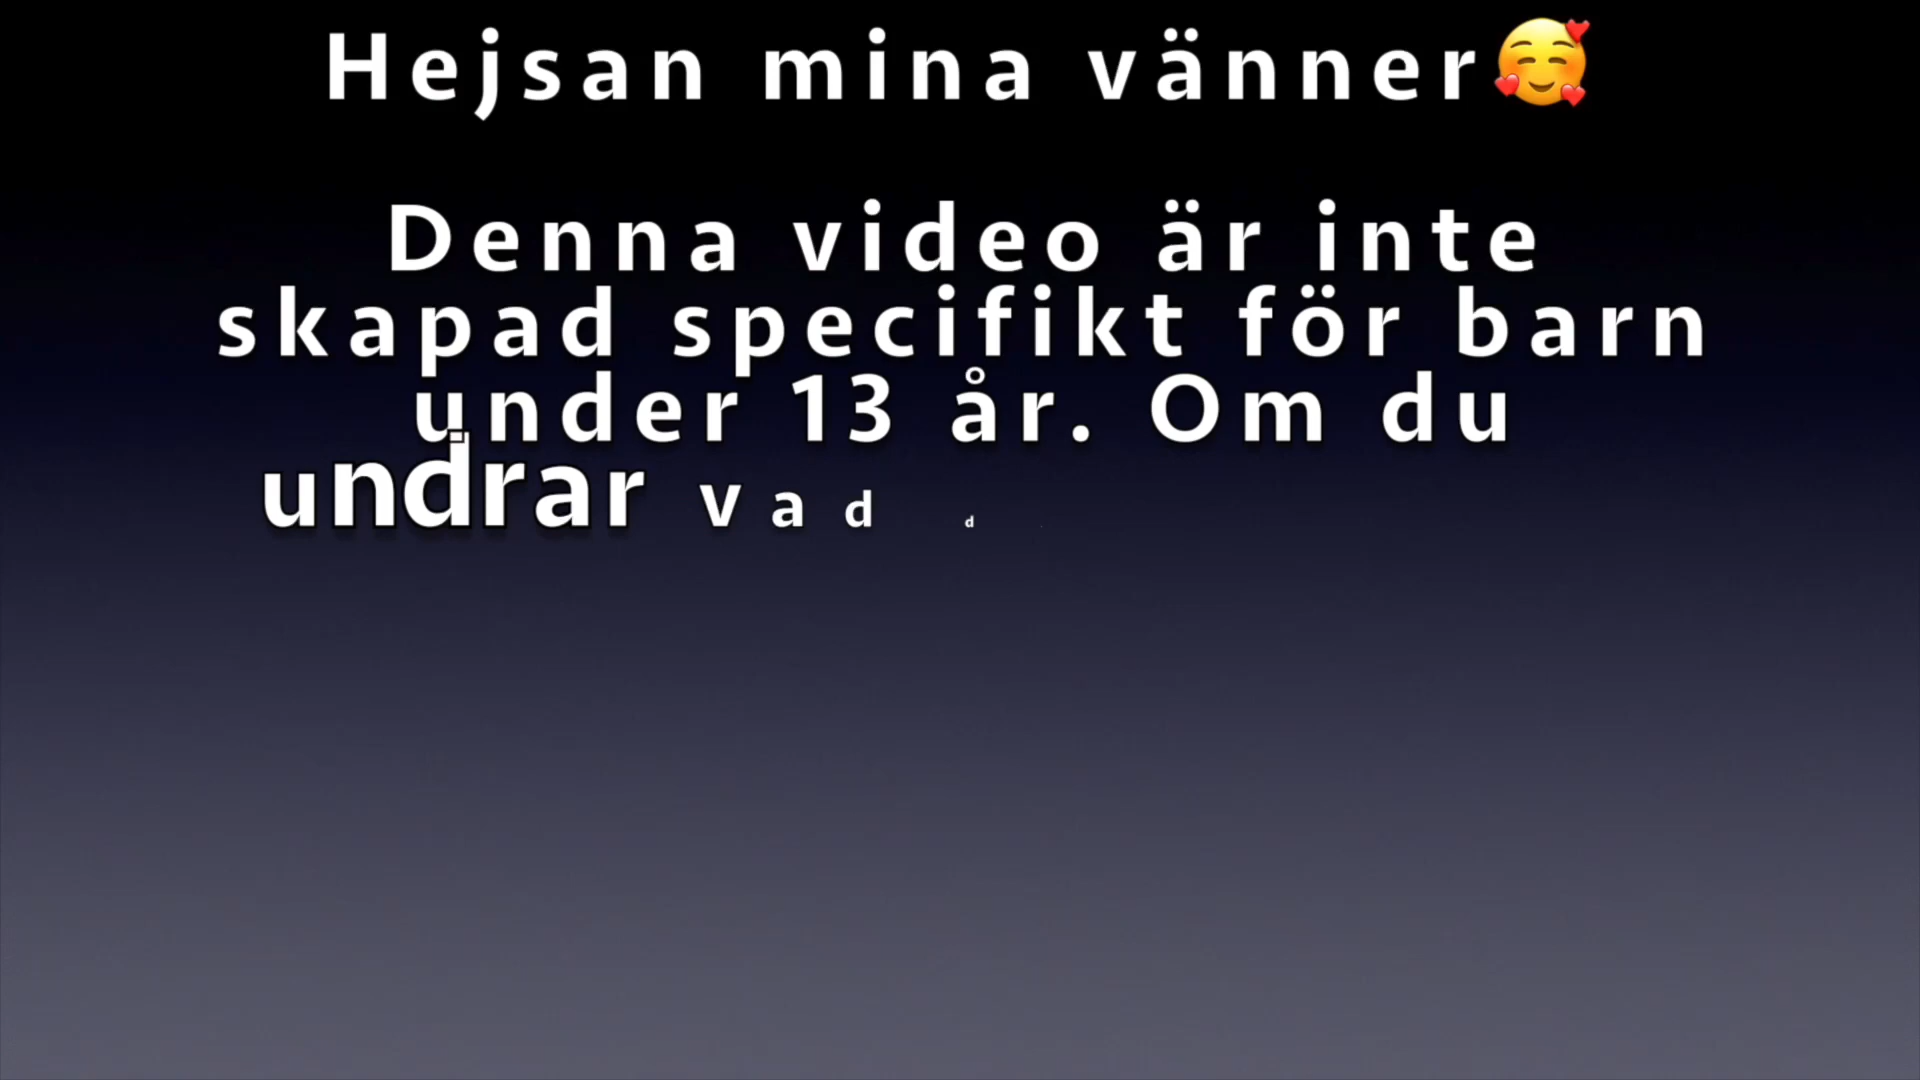 Hejsan mina vänner🥰
Denna video är inte
skapad specifikt för barn
under 13 år. Om du
undrar vad d